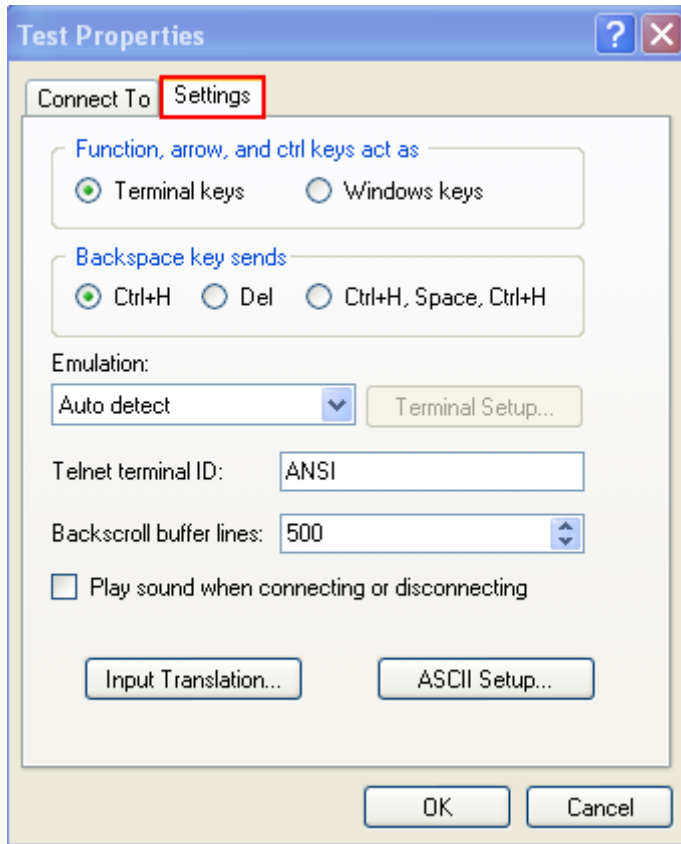 Test Properties
Connect To Settings
Function, arrow, and ctrl keys act as
Terminal keys Windows keys
Backspace key sends
Ctrl+H Del Ctrl+H, Space, Ctrl+H
Emulation:
Auto detect Terminal Setup...
Telnet terminal ID: ANSI
Backscroll buffer lines: 500
Play sound when connecting or disconnecting
Input Translation... ASCII Setup...
OK Cancel